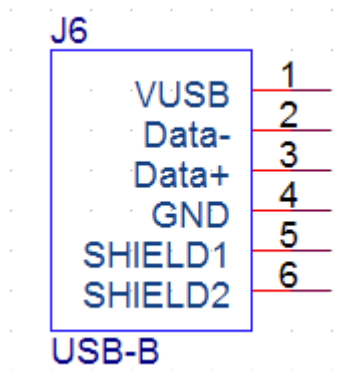 J6
VUSB 1
Data- 2
Data+ 3
GND 4
SHIELD1 5
SHIELD2 6
USB-B